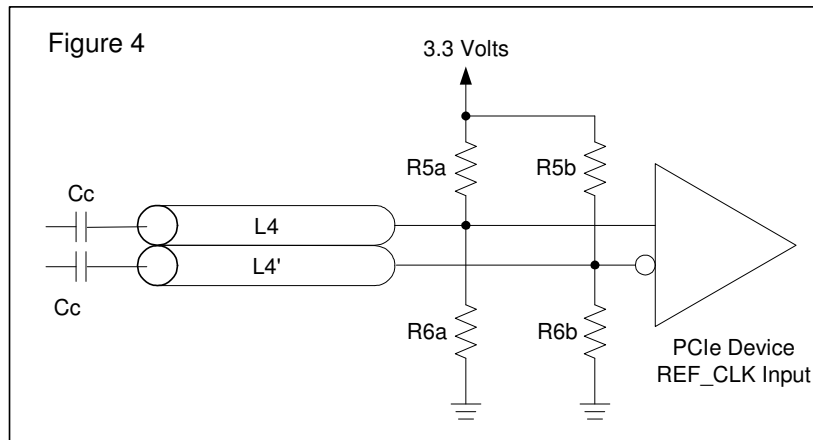 Figure 4
3.3 Volts
R5a
R5b
Cc
L4
L4'
Cc
R6a
R6b
PCIe Device
REF_CLK Input